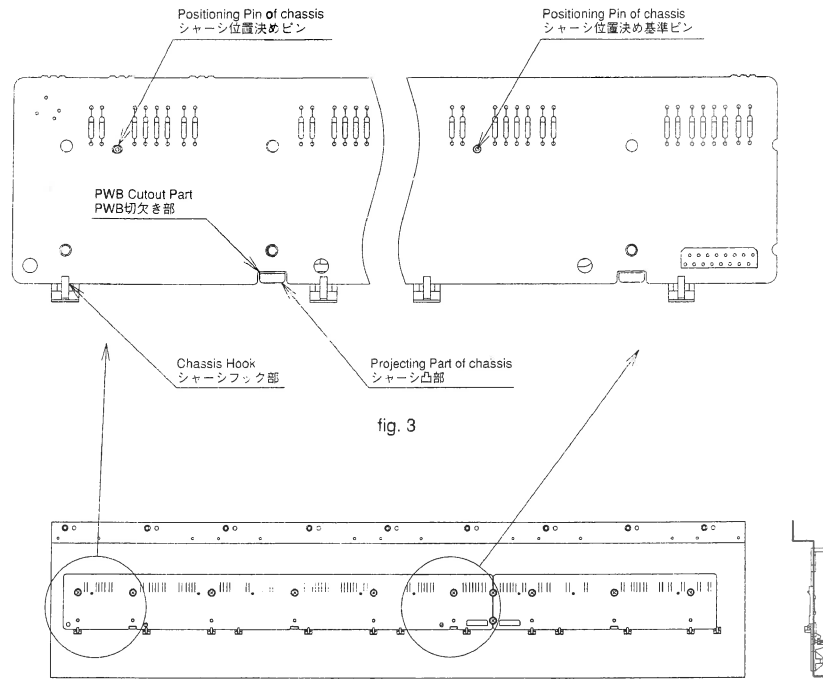 Positioning Pin of chassis
シャーシ位置決めピン
Positioning Pin of chassis
シャーシ位置決め基準ピン
PWB Cutout Part
PWB切欠き部
Chassis Hook
シャーシフック部
Projecting Part of chassis
シャーシ凸部
fig. 3